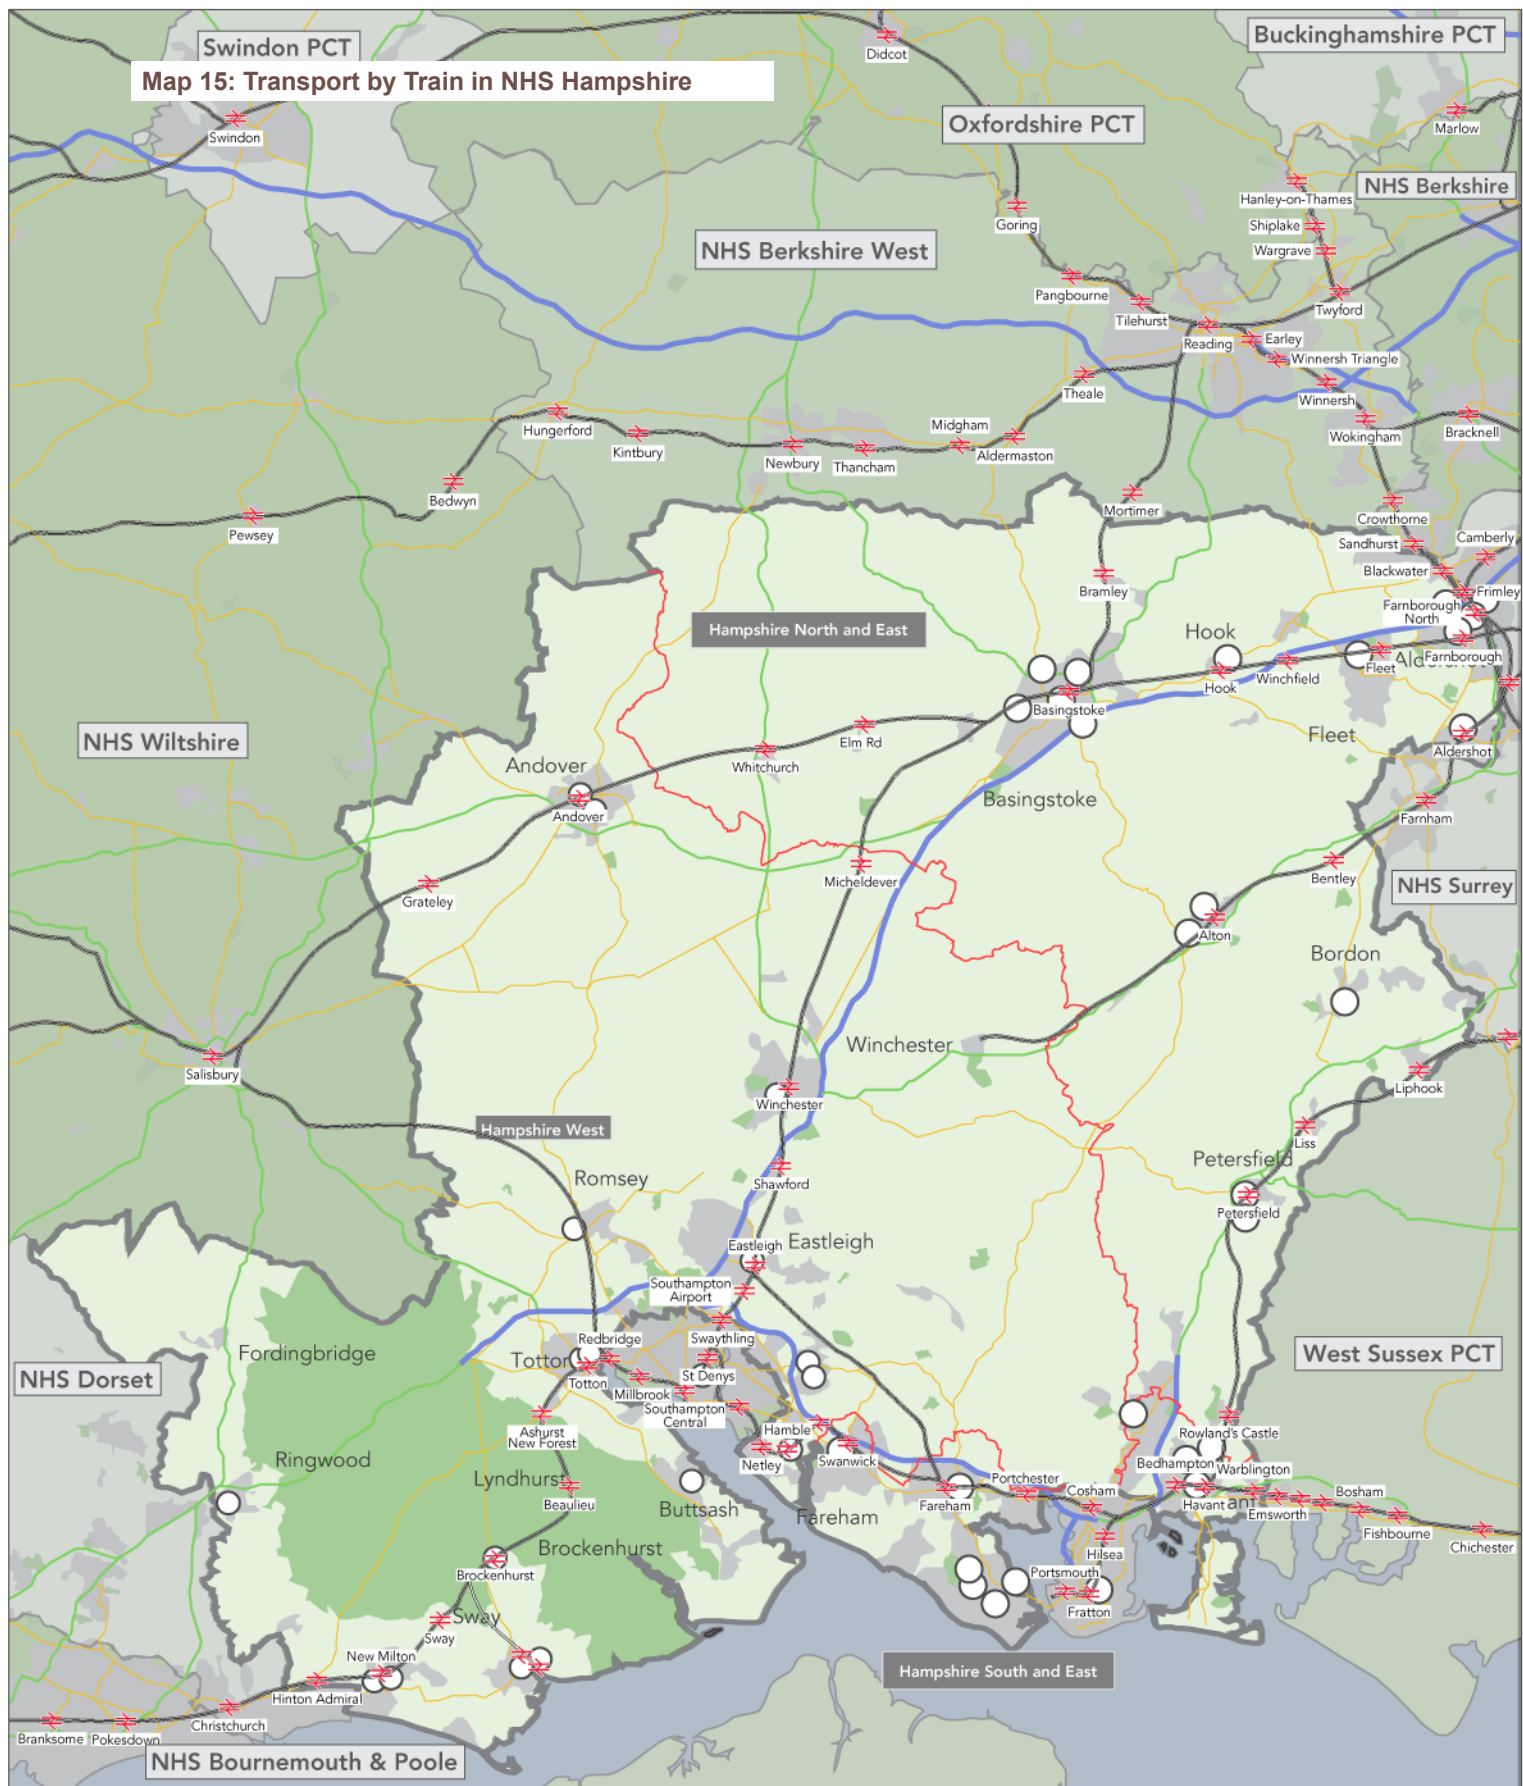 Swindon PCT
Buckinghamshire PCT
Didcot
Map 15: Transport by Train in NHS Hampshire
Swindon
Oxfordshire PCT
Marlow
NHS Berkshire
Hanley-on-Thames
Goring
Shiplake
NHS Berkshire West
Wargrave
Pangbourne
Twyford
Tilehurst
Reading
Earley
Winnersh Triangle
Theale
Winnersh
Hungerford
Midgham
Wokingham
Bracknell
Kintbury
Newbury
Thancham
Aldermaston
Bedwyn
Mortimer
Pewsey
Crowthorne
Sandhurst
Camberly
Blackwater
Bramley
Frimley
Farnborough
North
Hampshire North and East
Hook
Farnborough
Aldershot
Fleet
Winchfield
Hook
Basingstoke
NHS Wiltshire
Elm Rd
Fleet
Aldershot
Andover
Whitchurch
Basingstoke
Andover
Farnham
Micheldever
Bentley
NHS Surrey
Grateley
Alton
Bordon
Winchester
Salisbury
Liphook
Winchester
Hampshire West
Liss
Petersfield
Romsey
Shawford
Petersfield
Eastleigh
Eastleigh
Southampton
Airport
Redbridge
Swaythling
Fordingbridge
Totton
West Sussex PCT
NHS Dorset
Totton
St Denys
Millbrook
Southampton
Central
Ashurst
New Forest
Hamble
Rowland's Castle
Ringwood
Netley
Swanwick
Bedhampton
Warblington
Lyndhurst
Portchester
Cosham
Bosham
Beaulieu
Fareham
Havant
ant
Emsworth
Buttsash
Fareham
Fishbourne
Chichester
Brockenhurst
Hilsea
Brockenhurst
Portsmouth
Fratton
Sway
Sway
New Milton
Hampshire South and East
Hinton Admiral
Christchurch
Branksome
Pokesdown
NHS Bournemouth & Poole